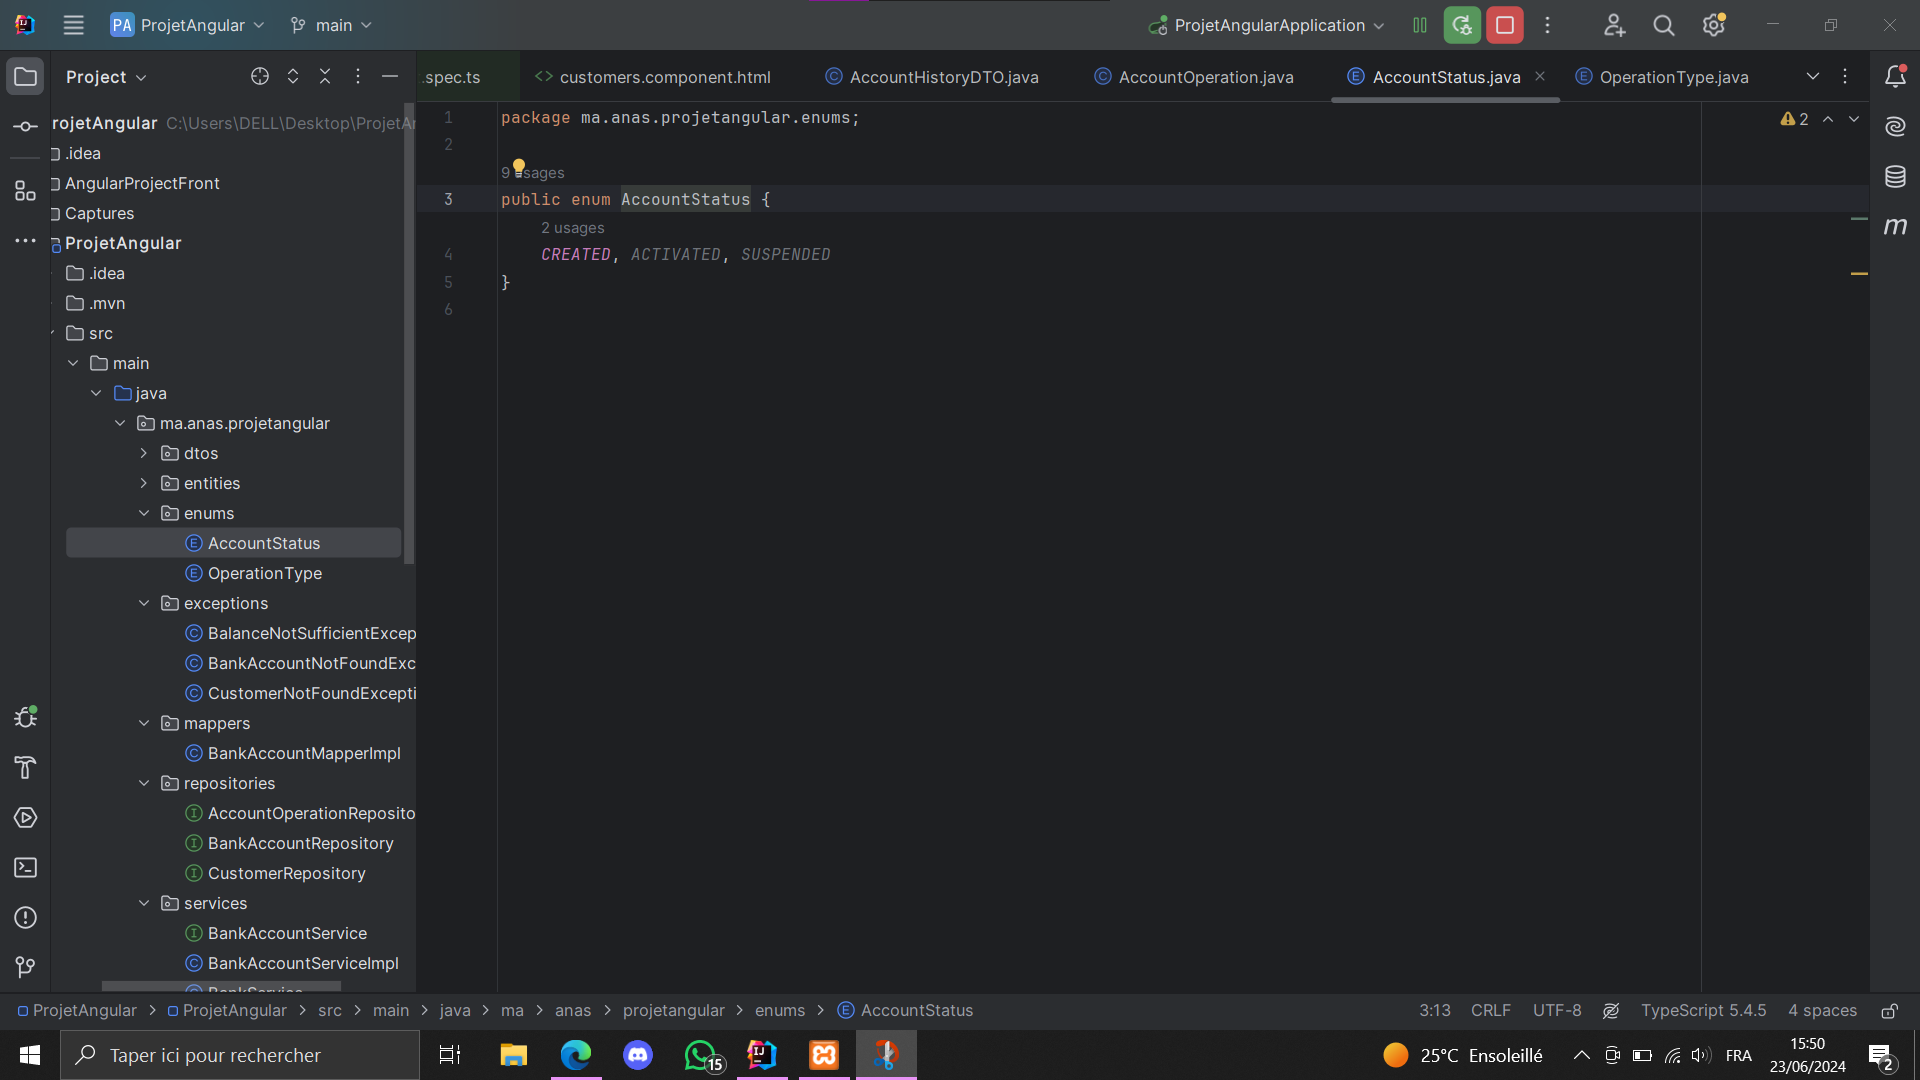 PA ProjetAngular main ProjetAngularApplication
Project
.spec.ts customers.component.html AccountHistoryDTO.java AccountOperation.java AccountStatus.java OperationType.java
rojetAngular C:\Users\DELL\Desktop\ProjetAr
.idea
AngularProjectFront
Captures
ProjetAngular
.idea
.mvn
src
main
java
ma.anas.projetangular
dtos
entities
enums
AccountStatus
OperationType
exceptions
BalanceNotSufficientExcep
BankAccountNotFoundExc
CustomerNotFoundExcepti
mappers
BankAccountMapperImpl
repositories
AccountOperationReposito
BankAccountRepository
CustomerRepository
services
BankAccountService
BankAccountServiceImpl
BankService
1 package ma.anas.projetangular.enums;
2
9 usages
3 public enum AccountStatus {
2 usages
4 CREATED, ACTIVATED, SUSPENDED
5 }
6
2
m
ProjetAngular > ProjetAngular > src > main > java > ma > anas > projetangular > enums > AccountStatus
3:13 CRLF UTF-8 TypeScript 5.4.5 4 spaces
Taper ici pour rechercher
15
25°C Ensoleillé
FRA
15:50
23/06/2024
2